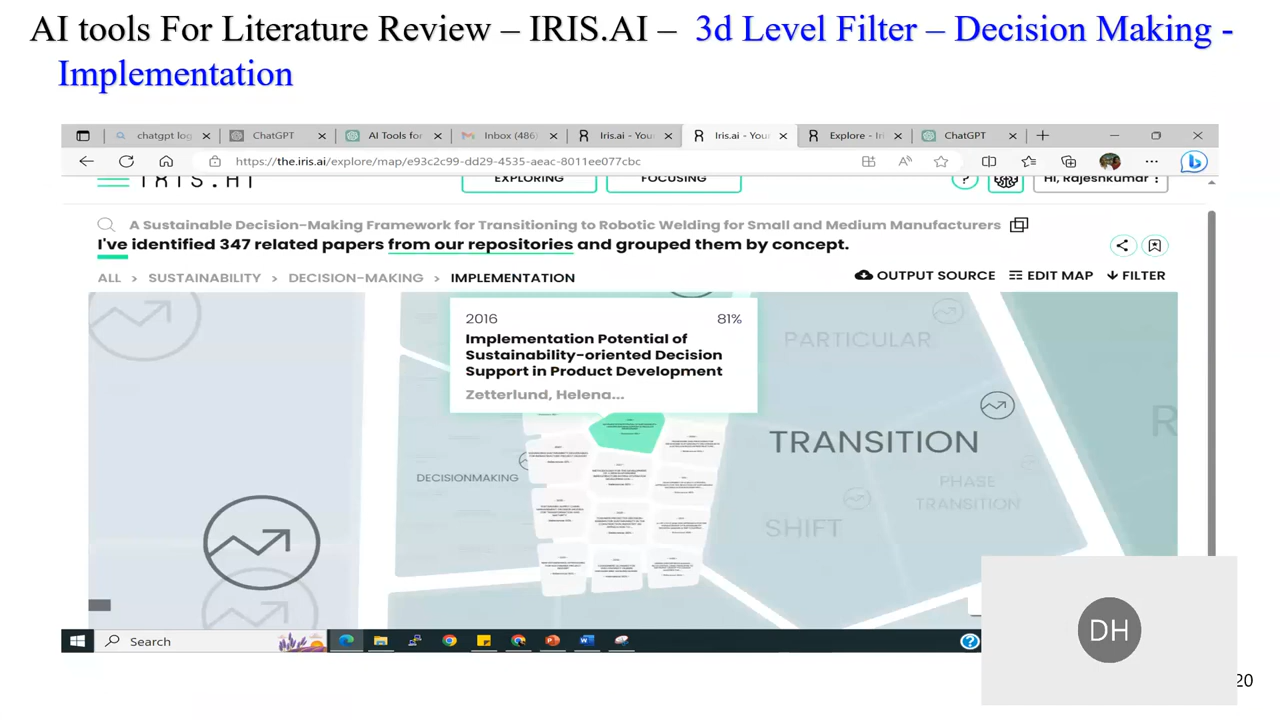 AI tools For Literature Review – IRIS.AI – 3d Level Filter – Decision Making -
Implementation
chatgpt log
ChatGPT
AI Tools for
Inbox (486)
Iris.ai - You
Iris.ai - Your
Explore - Iri
ChatGPT
https://the.iris.ai/explore/map/e93c2c99-dd29-4535-aeac-8011ee077cbc
IRIS.AI
EXPLORING
FOCUSING
?
Hi, Rajeshkumar
A Sustainable Decision-Making Framework for Transitioning to Robotic Welding for Small and Medium Manufacturers
I've identified 347 related papers from our repositories and grouped them by concept.
ALL > SUSTAINABILITY > DECISION-MAKING > IMPLEMENTATION
OUTPUT SOURCE
EDIT MAP
FILTER
2016
81%
Implementation Potential of
Sustainability-oriented Decision
Support in Product Development
Zetterlund, Helena...
PARTICULAR
DECISIONMAKING
TRANSITION
R
PHASE
TRANSITION
SHIFT
Search
DH
20